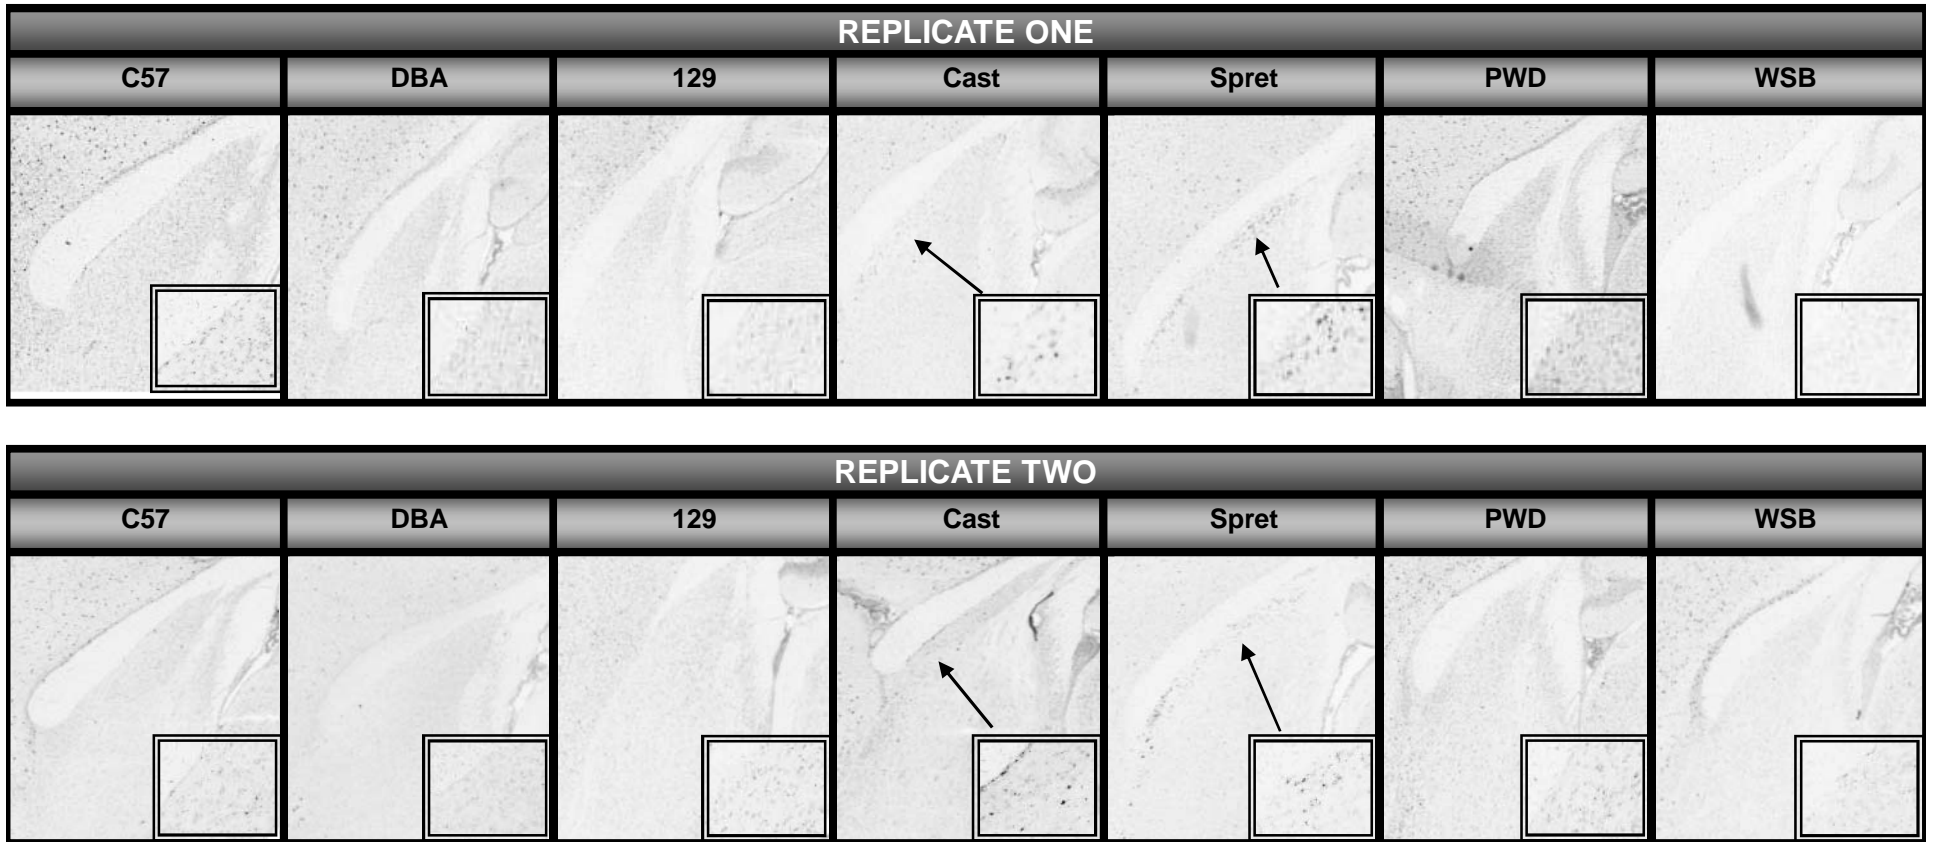 REPLICATE ONE
C57 DBA 129 Cast Spret PWD WSB
REPLICATE TWO
C57 DBA 129 Cast Spret PWD WSB